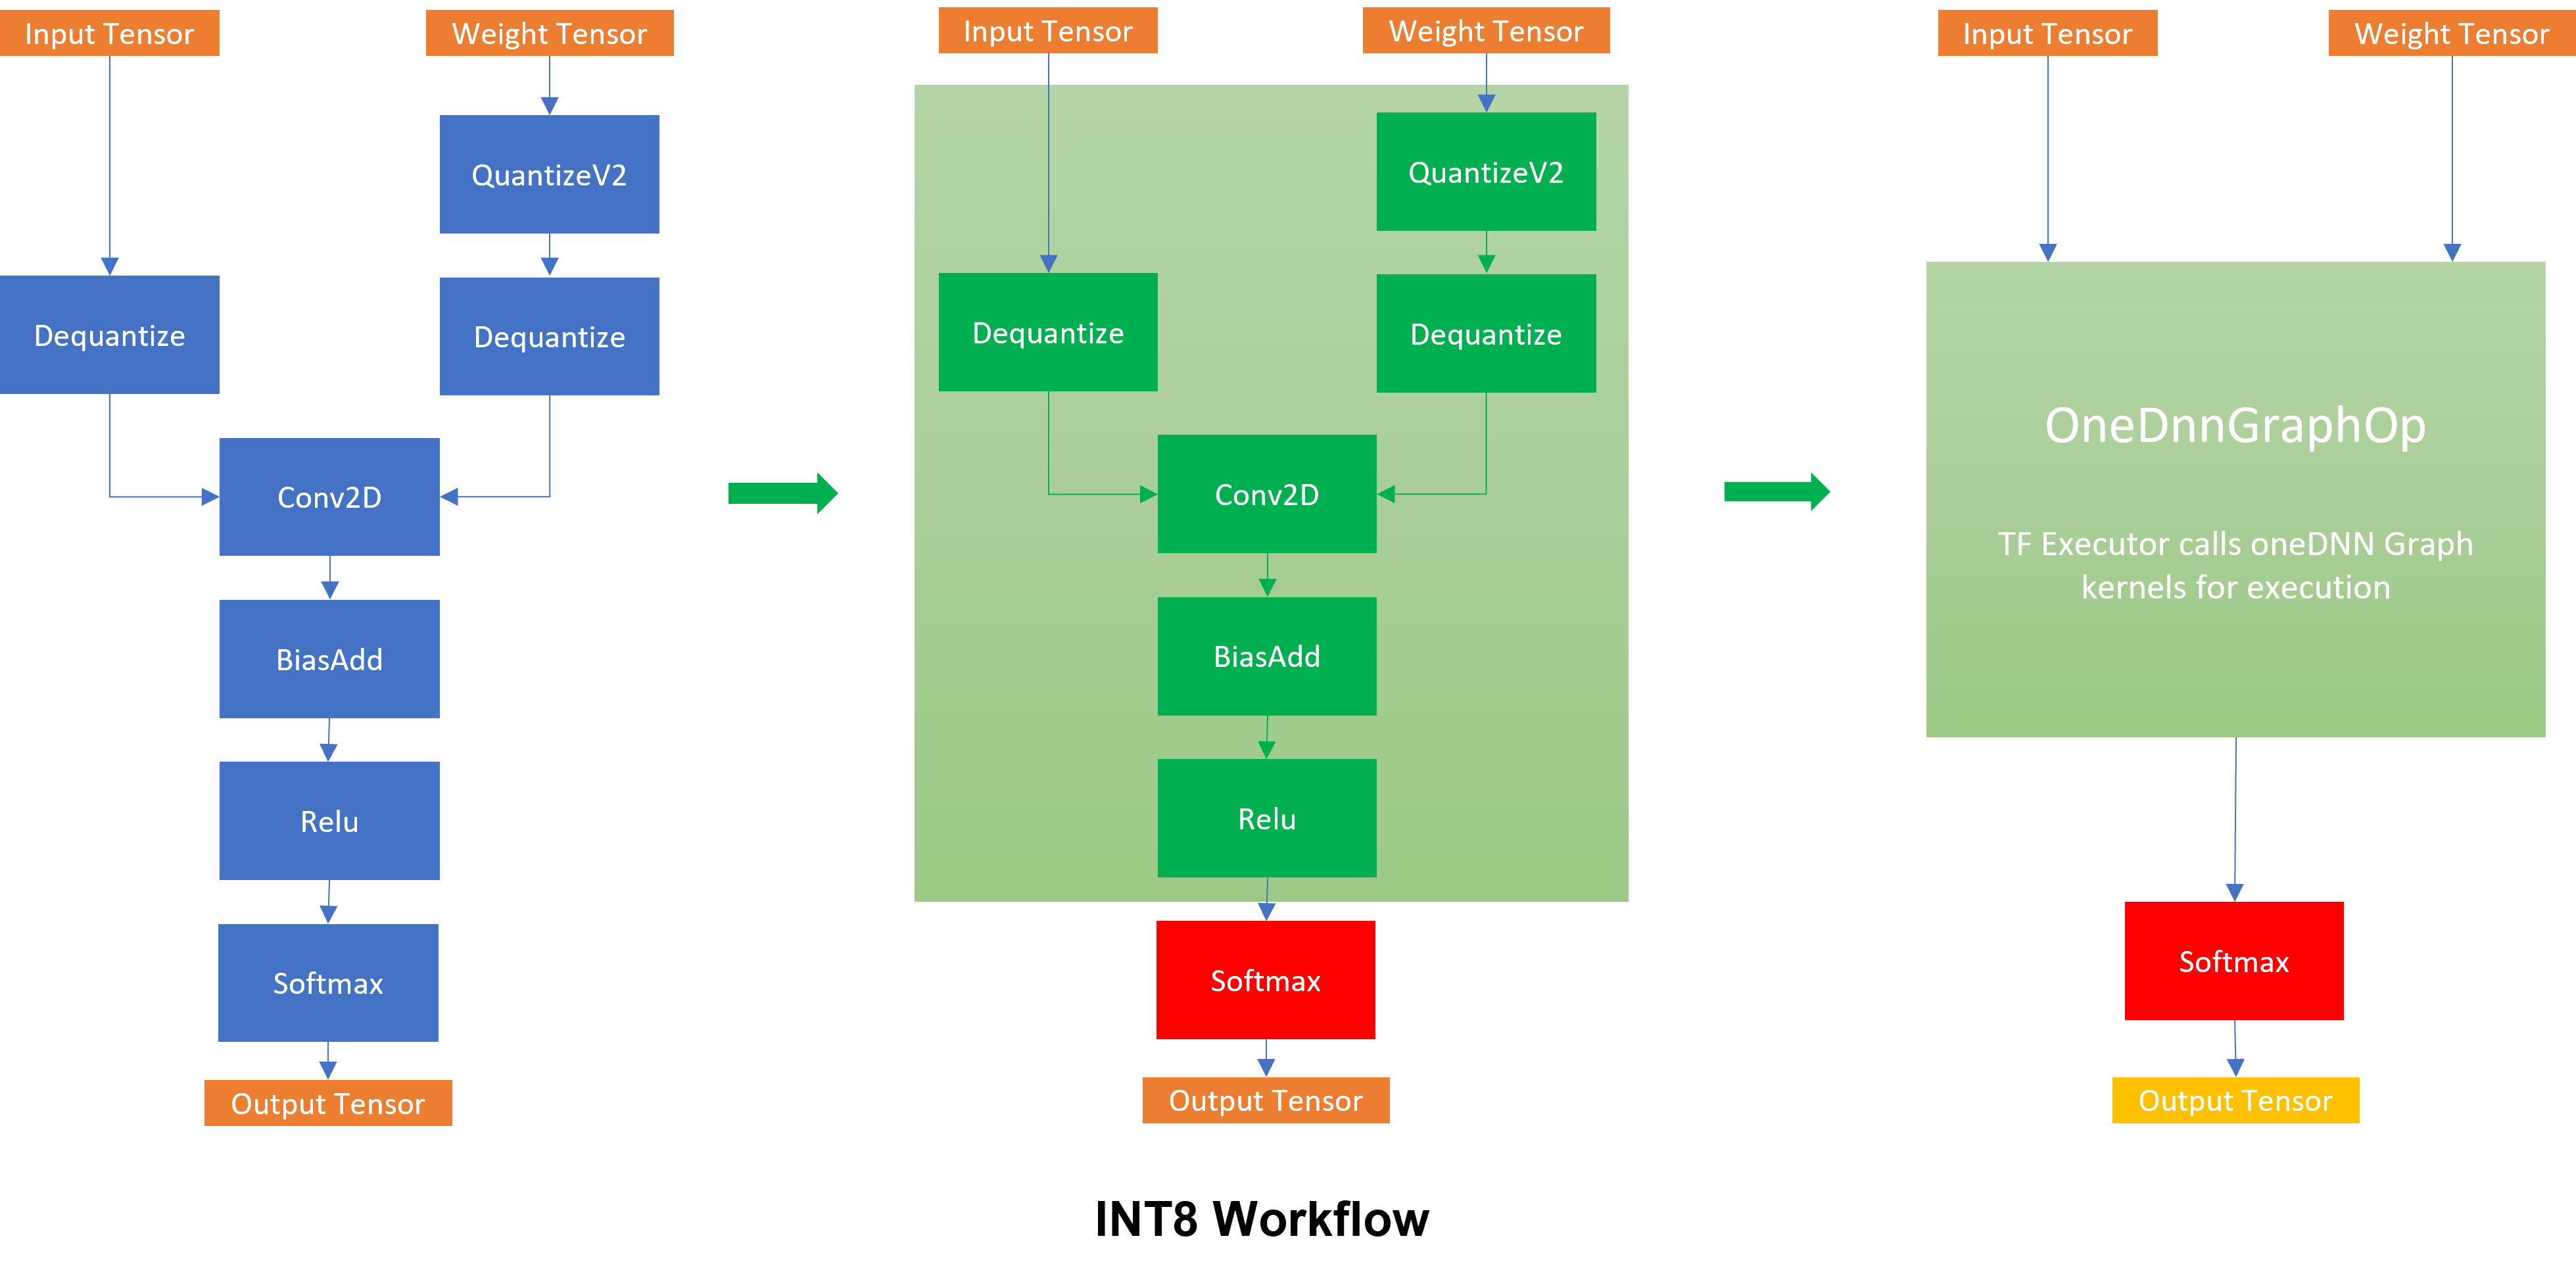 Input Tensor
Weight Tensor
QuantizeV2
Dequantize
Dequantize
Conv2D
BiasAdd
Relu
Softmax
Output Tensor
Input Tensor
Weight Tensor
QuantizeV2
Dequantize
Dequantize
Conv2D
BiasAdd
Relu
Softmax
Output Tensor
Input Tensor
Weight Tensor
OneDnnGraphOp
TF Executor calls oneDNN Graph
kernels for execution
Softmax
Output Tensor
INT8 Workflow